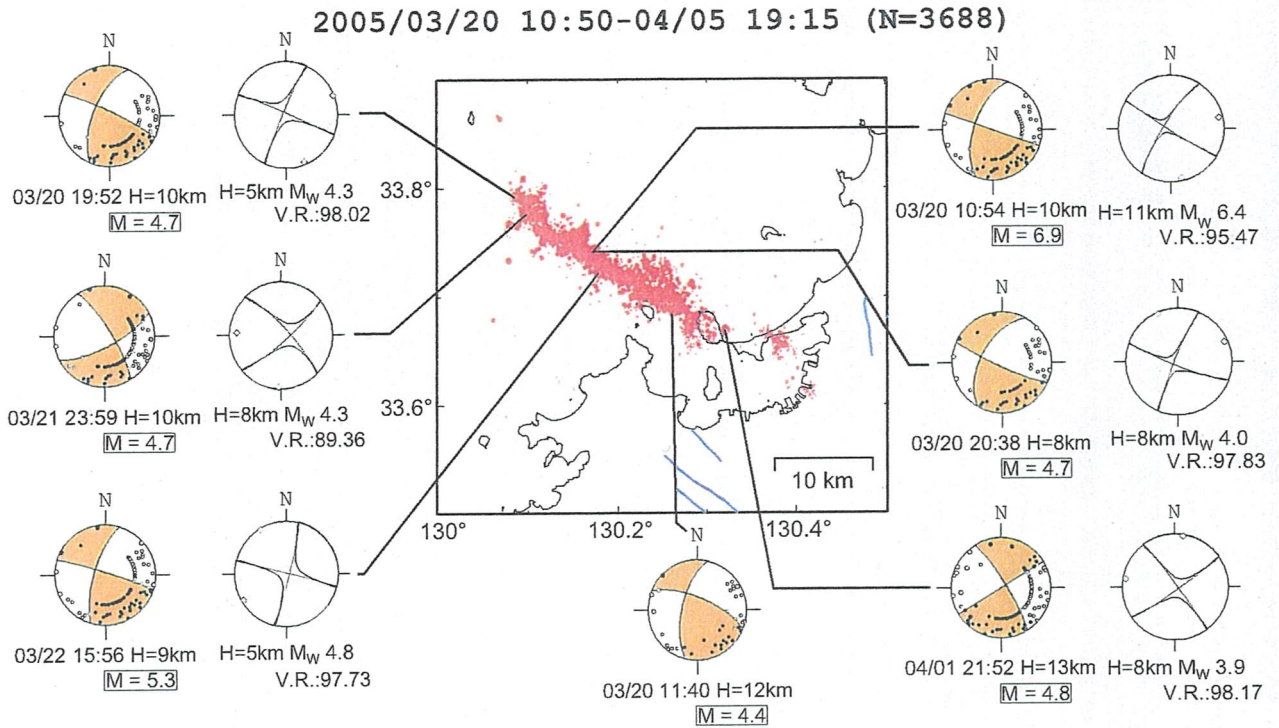 2005/03/20 10:50-04/05 19:15 (N=3688)
N
N
03/20 19:52 H=10km
M = 4.7
H=5km Mw 4.3
V.R.:98.02
N
N
03/21 23:59 H=10km
M = 4.7
H=8km Mw 4.3
V.R.:89.36
N
N
03/22 15:56 H=9km
M = 5.3
H=5km Mw 4.8
V.R.:97.73
33.8°
33.6°
130°
130.2°
130.4°
10 km
N
03/20 11:40 H=12km
M = 4.4
N
N
03/20 10:54 H=10km
M = 6.9
H=11km Mw 6.4
V.R.:95.47
N
N
03/20 20:38 H=8km
M = 4.7
H=8km Mw 4.0
V.R.:97.83
N
N
04/01 21:52 H=13km
M = 4.8
H=8km Mw 3.9
V.R.:98.17